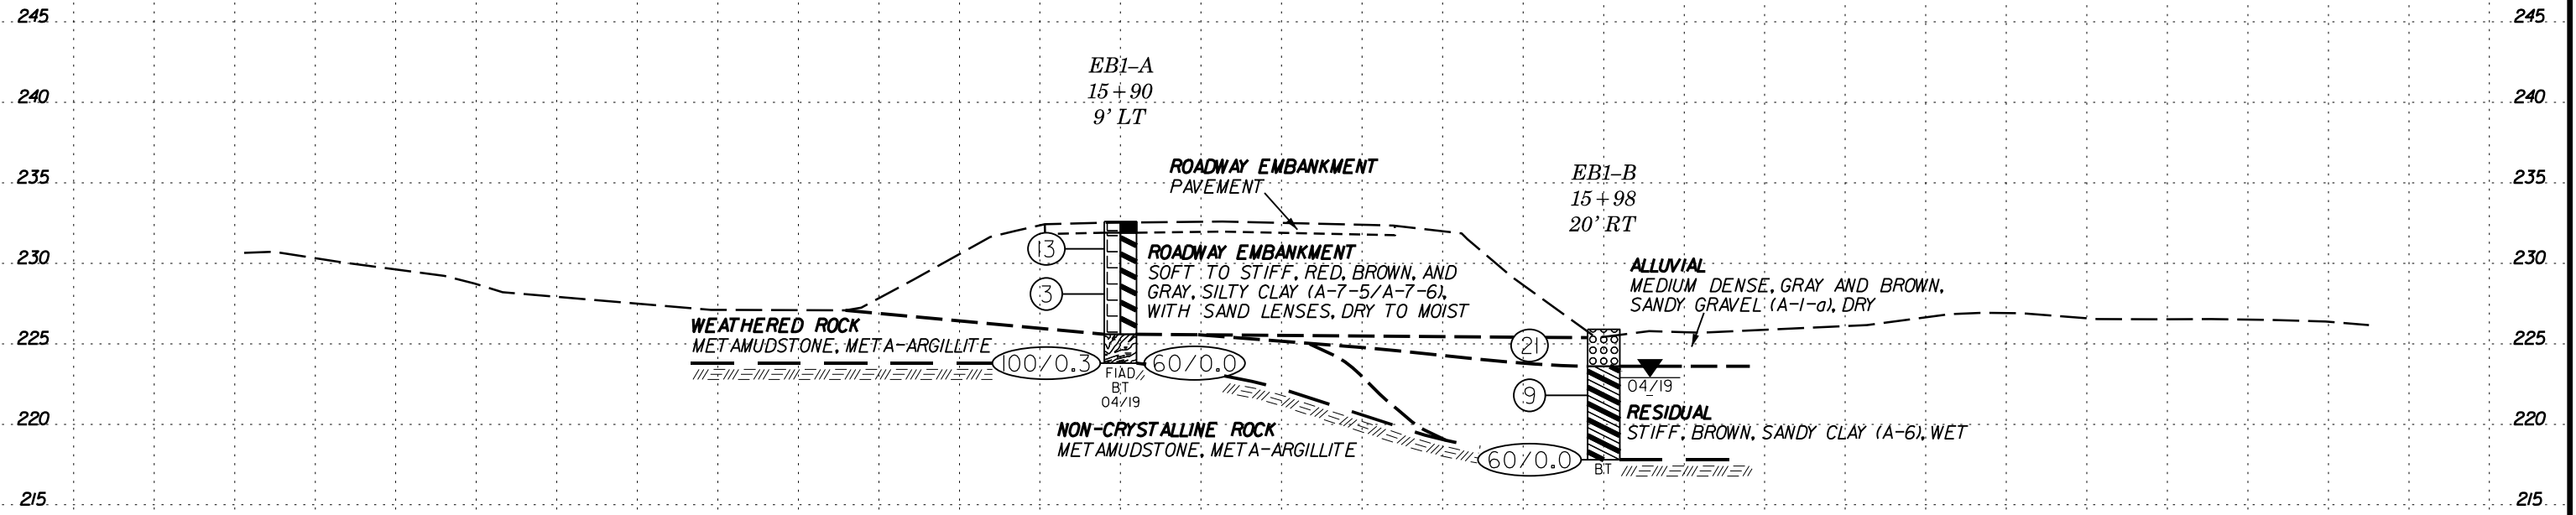 245
245
EB1-A
15+90
9' LT
240
240
ROADWAY EMBANKMENT
PAVEMENT
EB1-B
15+98
20' RT
235
235
13
ROADWAY EMBANKMENT
SOFT TO STIFF, RED, BROWN, AND
GRAY, SILTY CLAY (A-7-5/A-7-6),
WITH SAND LENSES, DRY TO MOIST
3
230
230
ALLUVIAL
MEDIUM DENSE, GRAY AND BROWN,
SANDY GRAVEL (A-1-a), DRY
WEATHERED ROCK
METAMUDSTONE, META-ARGILLITE
225
225
21
100/0.3
60/0.0
FIAD
BT
04/19
04/19
9
RESIDUAL
STIFF, BROWN, SANDY CLAY (A-6), WET
220
220
NON-CRYSTALLINE ROCK
METAMUDSTONE, META-ARGILLITE
60/0.0
BT
215
215